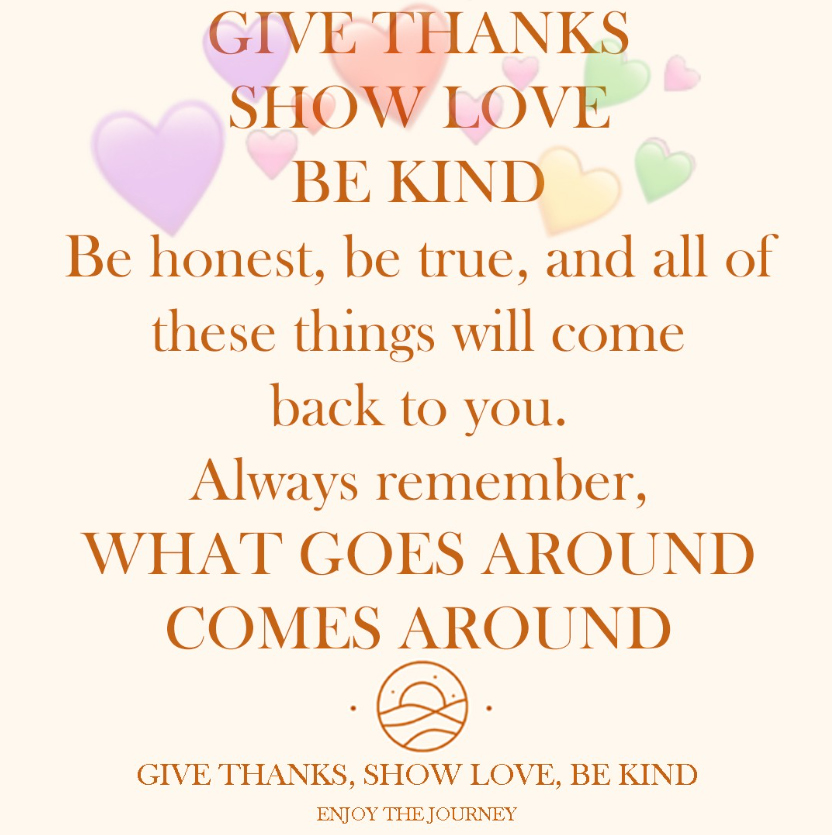 GIVE THANKS
SHOW LOVE
BE KIND
Be honest, be true, and all of
these things will come
back to you.
Always remember,
WHAT GOES AROUND
COMES AROUND
GIVE THANKS, SHOW LOVE, BE KIND
ENJOY THE JOURNEY